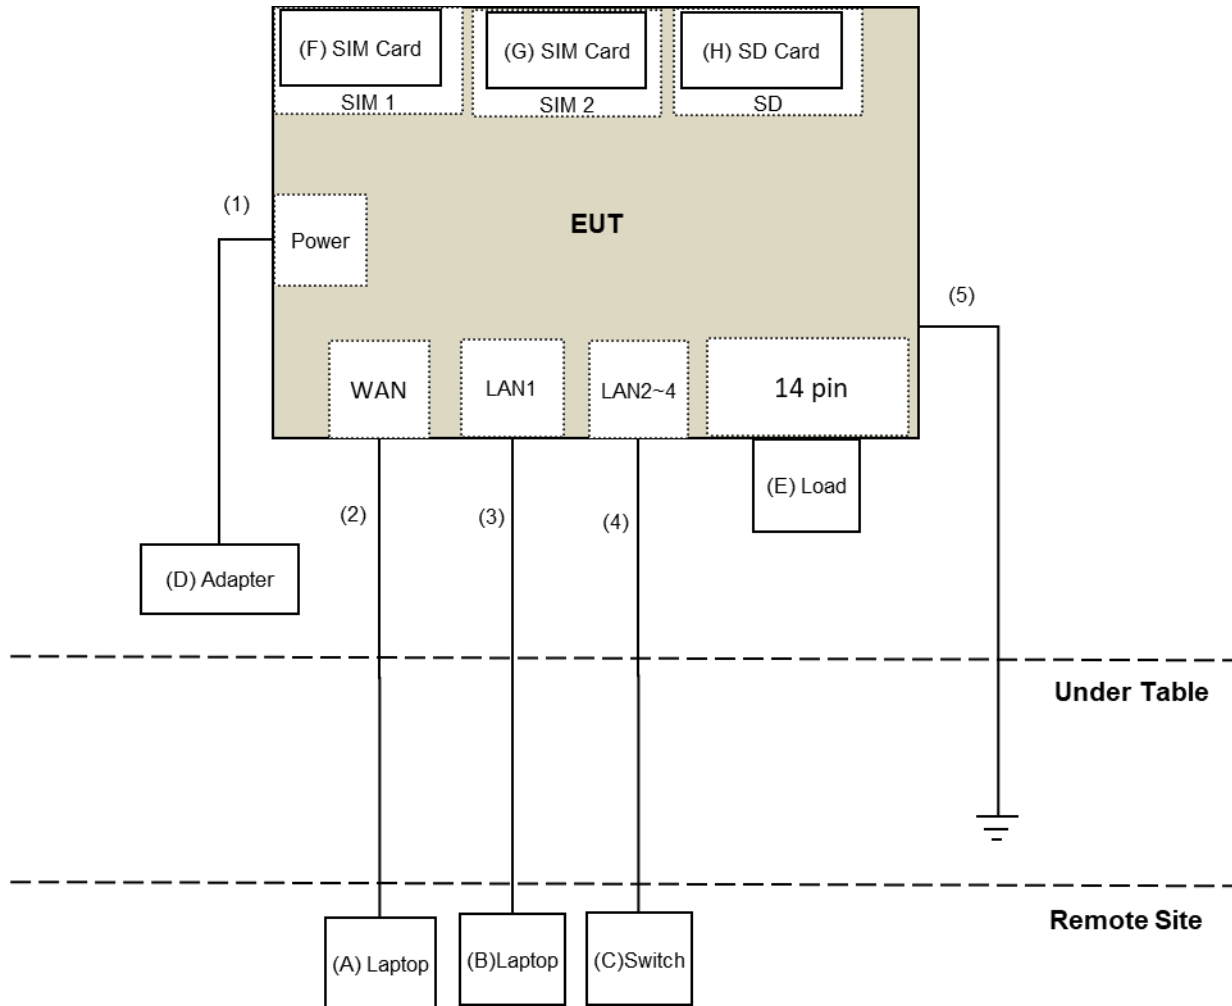 (F) SIM Card
(G) SIM Card
(H) SD Card
SIM 1
SIM 2
SD
(1)
Power
EUT
(5)
WAN
LAN1
LAN2~4
14 pin
(2)
(3)
(4)
(E) Load
(D) Adapter
Under Table
Remote Site
(A) Laptop
(B)Laptop
(C)Switch